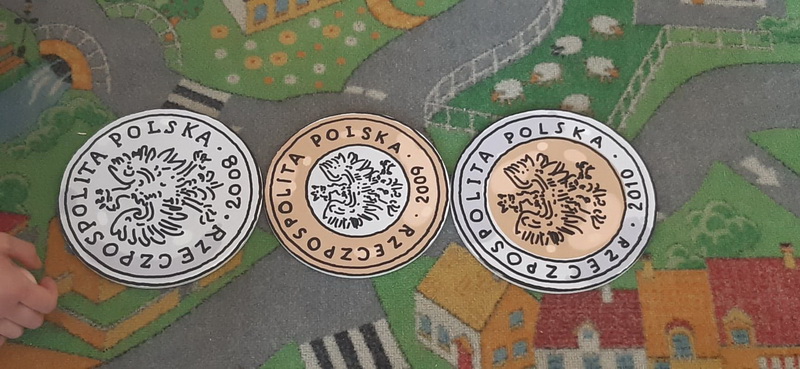 RZECZPOSPOLITA POLSKA · 2008 ·
RZECZPOSPOLITA POLSKA · 2009 ·
RZECZPOSPOLITA POLSKA · 2010 ·